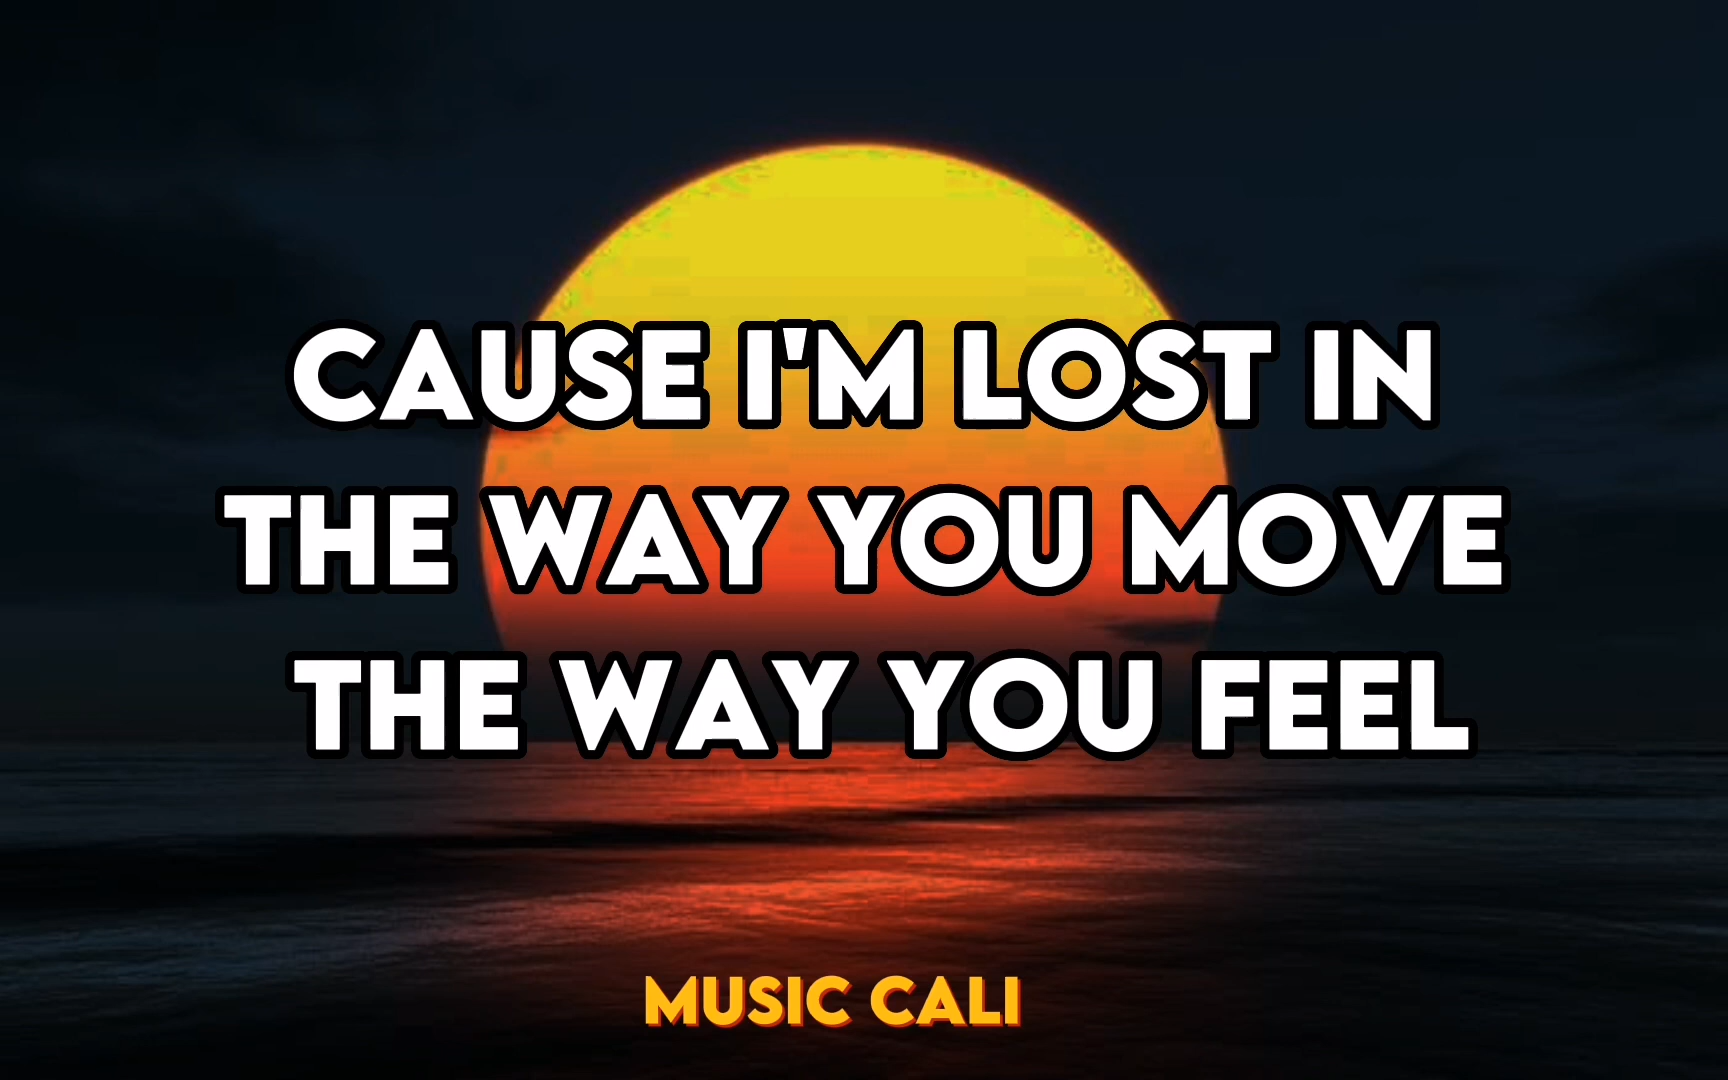 CAUSE I'M LOST IN
THE WAY YOU MOVE
THE WAY YOU FEEL
MUSIC CALI